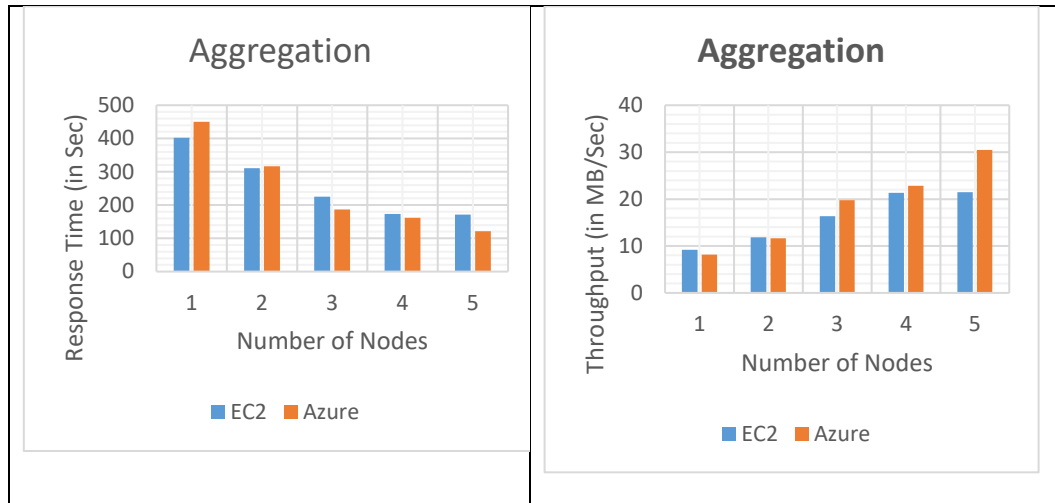 Aggregation
Response Time (in Sec)
500
400
300
200
100
0
1 2 3 4 5
Number of Nodes
EC2 Azure
Aggregation
Throughput (in MB/Sec)
40
30
20
10
0
1 2 3 4 5
Number of Nodes
EC2 Azure